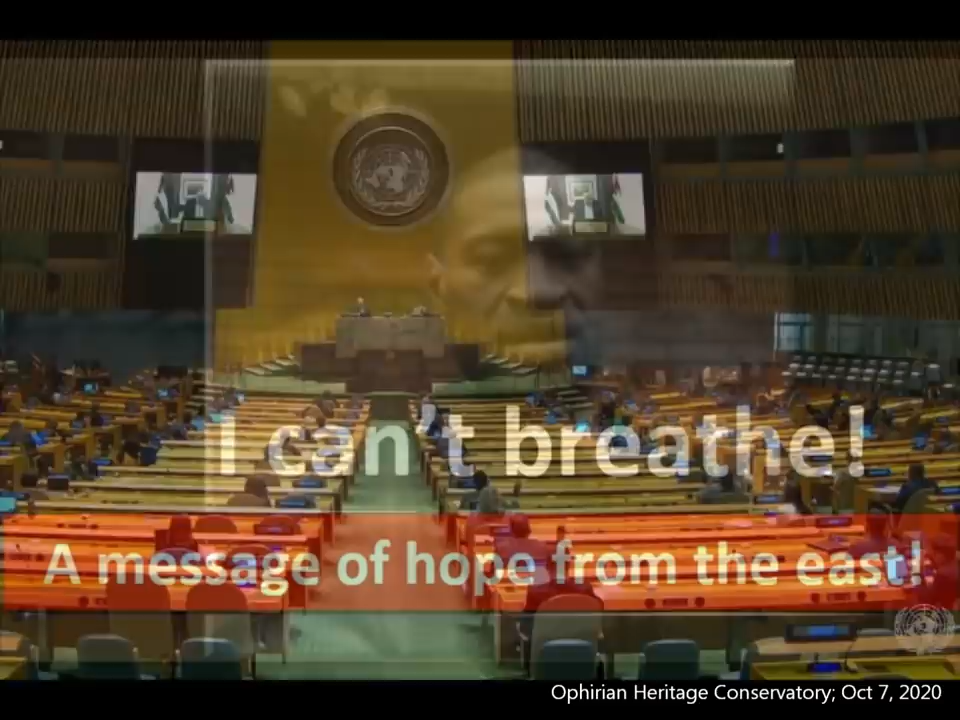 I can't breathe!
A message of hope from the east!
Ophirian Heritage Conservatory; Oct 7, 2020